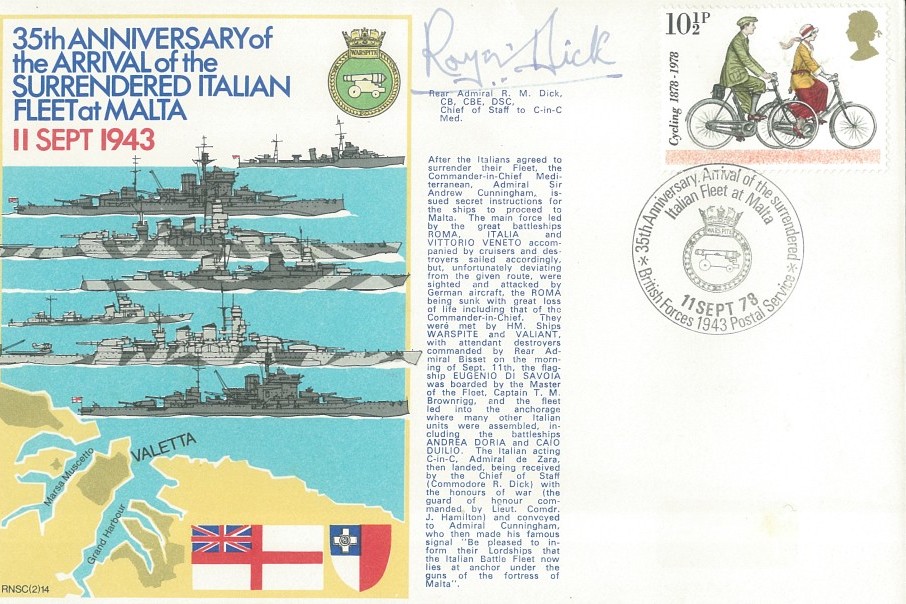 35th ANNIVERSARY of
the ARRIVAL of the
SURRENDERED ITALIAN
FLEET at MALTA
11 SEPT 1943
WARSPITE
VALETTA
Marsa Muscetto
Grand Harbour
RNSC(2)14
Royer Dick
Rear Admiral R. M. Dick,
CB, CBE, DSC,
Chief of Staff to C-in-C
Med.
After the Italians agreed to
surrender their Fleet, the
Commander-in-Chief Medi-
terranean, Admiral Sir
Andrew Cunningham, is-
sued secret instructions for
the ships to proceed to
Malta. The main force led
by the great battleships
ROMA, ITALIA and
VITTORIO VENETO accom-
panied by cruisers and des-
troyers sailed accordingly,
but, unfortunately deviating
from the given route, were
sighted and attacked by
German aircraft, the ROMA
being sunk with great loss
of life including that of the
Commander-in-Chief. They
were met by HM. Ships
WARSPITE and VALIANT,
with attendant destroyers
commanded by Rear Ad-
miral Bisset on the morn-
ing of Sept. 11th, the flag-
ship EUGENIO DI SAVOIA
was boarded by the Master
of the Fleet, Captain T. M.
Brownrigg, and the fleet
led into the anchorage
where many other Italian
units were assembled, in-
cluding the battleships
ANDREA DORIA and CAIO
DUILIO. The Italian acting
C-in-C, Admiral de Zara,
then landed, being received
by the Chief of Staff
(Commodore R. Dick) with
the honours of war (the
guard of honour com-
manded by Lieut. Comdr.
J. Hamilton) and conveyed
to Admiral Cunningham,
who then made his famous
signal "Be pleased to in-
form their Lordships that
the Italian Battle Fleet now
lies at anchor under the
guns of the fortress of
Malta".
10½P
Cycling 1878-1978
* 35th Anniversary, Arrival of the surrendered *
Italian Fleet at Malta
WARSPITE
11 SEPT 78
British Forces 1943 Postal Service